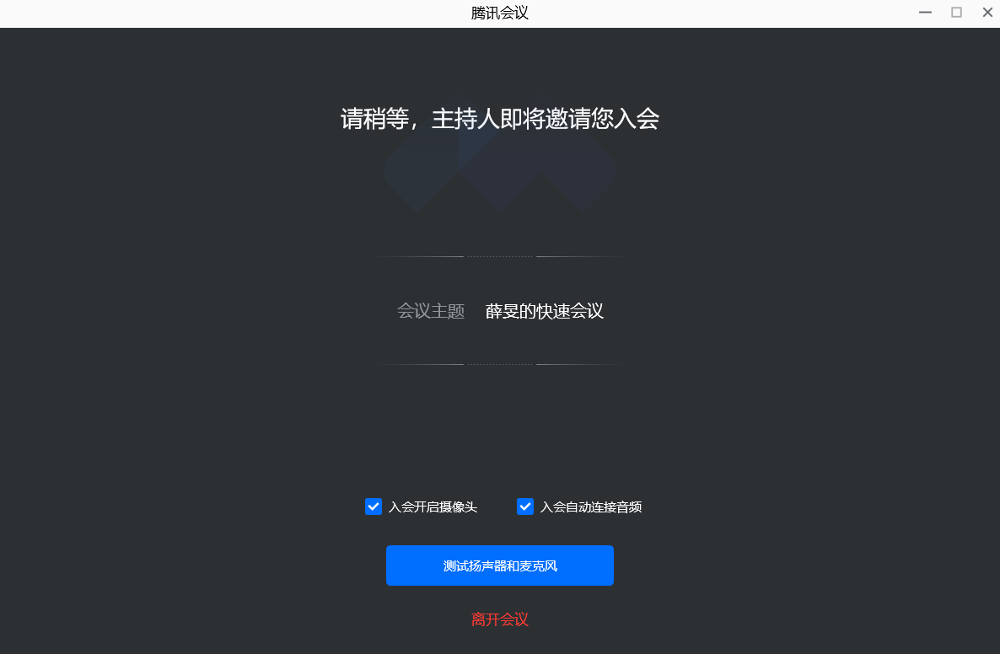 腾讯会议
请稍等，主持人即将邀请您入会
会议主题 薛旻的快速会议
入会开启摄像头 入会自动连接音频
测试扬声器和麦克风
离开会议